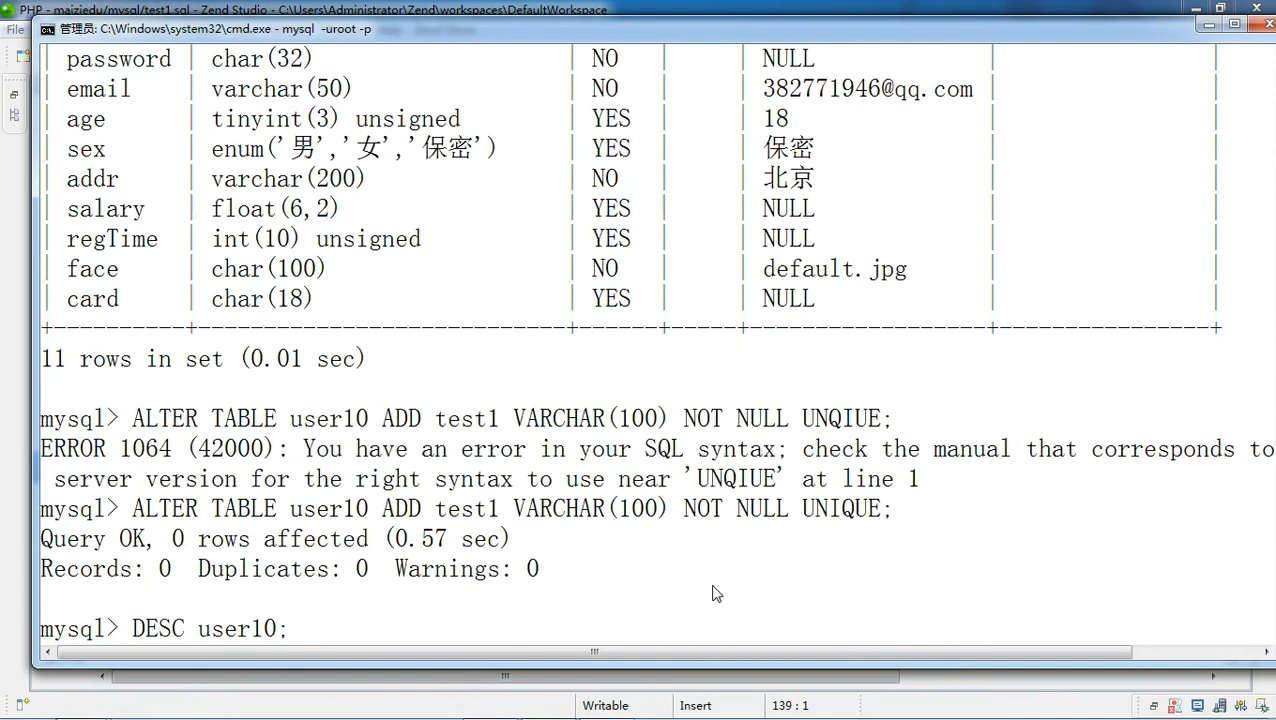 PHP - maiziedu/mysql/test1.sql - Zend Studio - C:\Users\Administrator\Zend\workspaces\DefaultWorkspace
File
管理员: C:\Windows\system32\cmd.exe - mysql  -uroot -p
| password | char(32) | NO | | NULL | |
| email | varchar(50) | NO | | 382771946@qq.com | |
| age | tinyint(3) unsigned | YES | | 18 | |
| sex | enum('男','女','保密') | YES | | 保密 | |
| addr | varchar(200) | NO | | 北京 | |
| salary | float(6,2) | YES | | NULL | |
| regTime | int(10) unsigned | YES | | NULL | |
| face | char(100) | NO | | default.jpg | |
| card | char(18) | YES | | NULL | |
+----------+----------------------------+------+-----+------------------+----------------+
11 rows in set (0.01 sec)
mysql> ALTER TABLE user10 ADD test1 VARCHAR(100) NOT NULL UNQIUE;
ERROR 1064 (42000): You have an error in your SQL syntax; check the manual that corresponds to
server version for the right syntax to use near 'UNQIUE' at line 1
mysql> ALTER TABLE user10 ADD test1 VARCHAR(100) NOT NULL UNIQUE;
Query OK, 0 rows affected (0.57 sec)
Records: 0  Duplicates: 0  Warnings: 0
mysql> DESC user10;
Writable
Insert
139 : 1